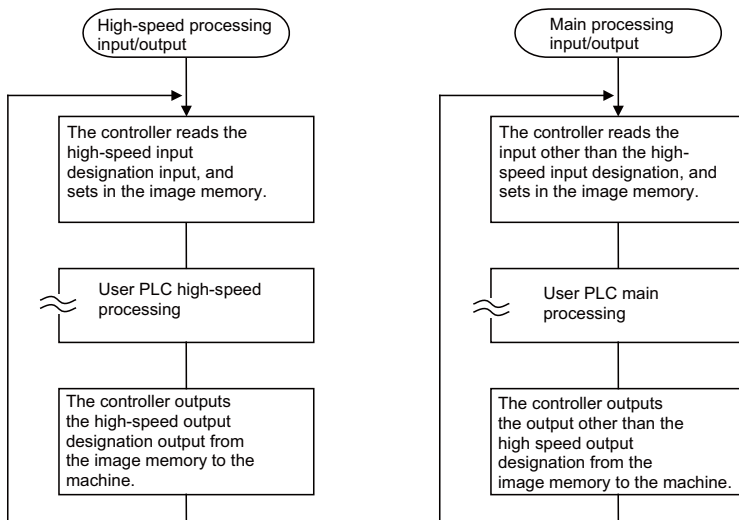 High-speed processing
input/output
The controller reads the
high-speed input
designation input, and
sets in the image memory.
User PLC high-speed
processing
The controller outputs
the high-speed output
designation output from
the image memory to the
machine.
Main processing
input/output
The controller reads the
input other than the high-
speed input designation, and
sets in the image memory.
User PLC main
processing
The controller outputs
the output other than the
high speed output
designation from the
image memory to the machine.